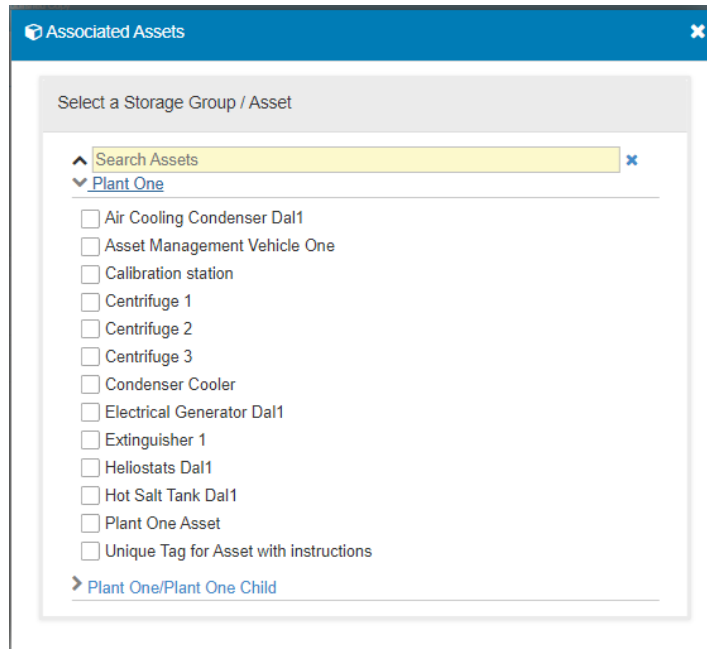 Associated Assets
Select a Storage Group / Asset
Search Assets
Plant One
Air Cooling Condenser Dal1
Asset Management Vehicle One
Calibration station
Centrifuge 1
Centrifuge 2
Centrifuge 3
Condenser Cooler
Electrical Generator Dal1
Extinguisher 1
Heliostats Dal1
Hot Salt Tank Dal1
Plant One Asset
Unique Tag for Asset with instructions
Plant One/Plant One Child